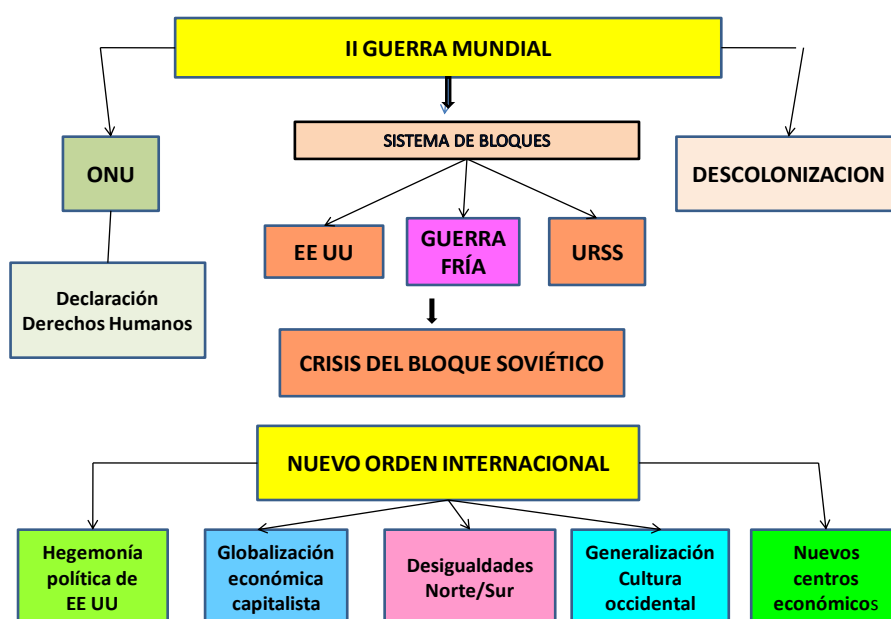 II GUERRA MUNDIAL
ONU
SISTEMA DE BLOQUES
DESCOLONIZACION
EE UU
GUERRA
FRÍA
URSS
Declaración
Derechos Humanos
CRISIS DEL BLOQUE SOVIÉTICO
NUEVO ORDEN INTERNACIONAL
Hegemonía
política de
EE UU
Globalización
económica
capitalista
Desigualdades
Norte/Sur
Generalización
Cultura
occidental
Nuevos
centros
económicos